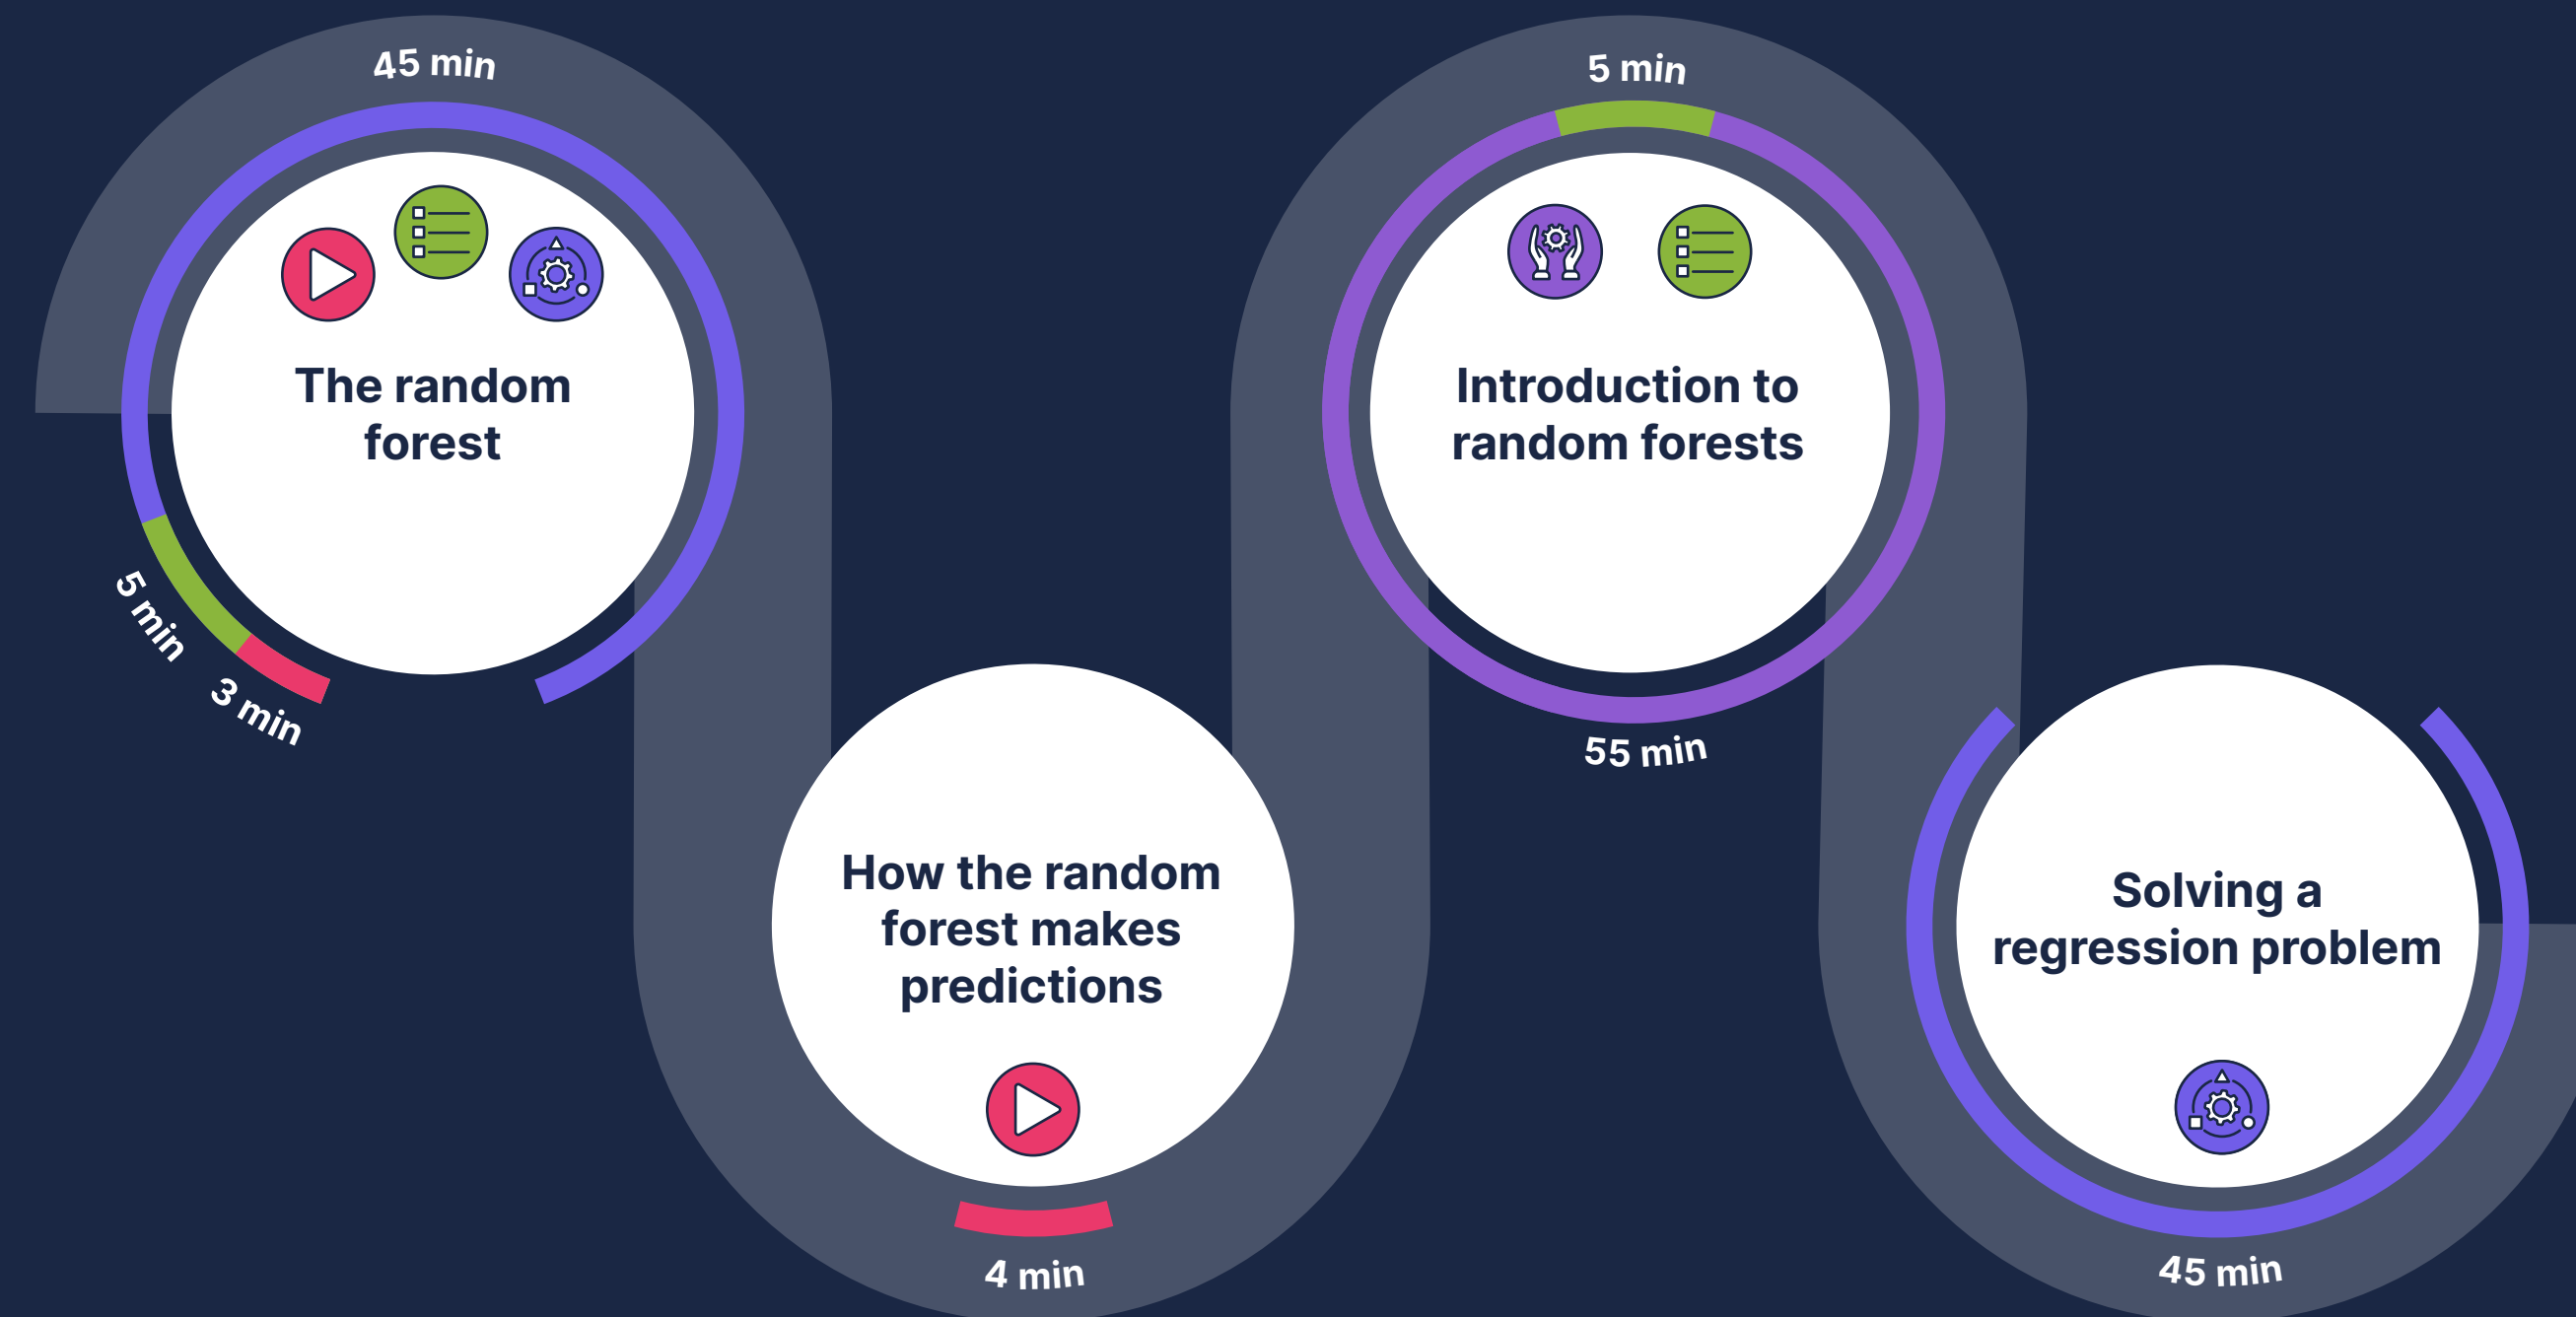 45 min
The random
forest
5 min
3 min
How the random
forest makes
predictions
4 min
5 min
Introduction to
random forests
55 min
Solving a
regression problem
45 min